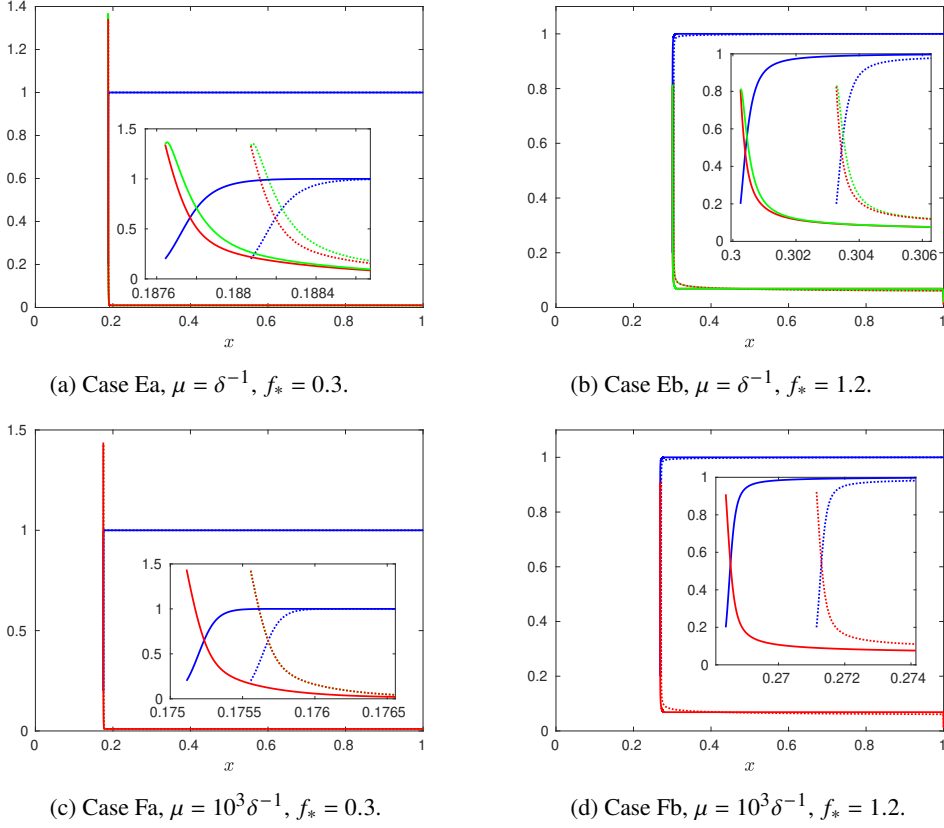 1.4
1.2
1
0.8
0.6
0.4
0.2
0
0 0.2 0.4 0.6 0.8 1
x
1.5
1
0.5
0
0.1876 0.188 0.1884
(a) Case Ea, μ = δ⁻¹, f* = 0.3.
1
0.8
0.6
0.4
0.2
0
0 0.2 0.4 0.6 0.8 1
x
1
0.8
0.6
0.4
0.2
0
0.3 0.302 0.304 0.306
(b) Case Eb, μ = δ⁻¹, f* = 1.2.
1.5
1
0.5
0
0 0.2 0.4 0.6 0.8 1
x
1.5
1
0.5
0
0.175 0.1755 0.176 0.1765
(c) Case Fa, μ = 10³δ⁻¹, f* = 0.3.
1
0.8
0.6
0.4
0.2
0
0 0.2 0.4 0.6 0.8 1
x
1
0.8
0.6
0.4
0.2
0
0.27 0.272 0.274
(d) Case Fb, μ = 10³δ⁻¹, f* = 1.2.